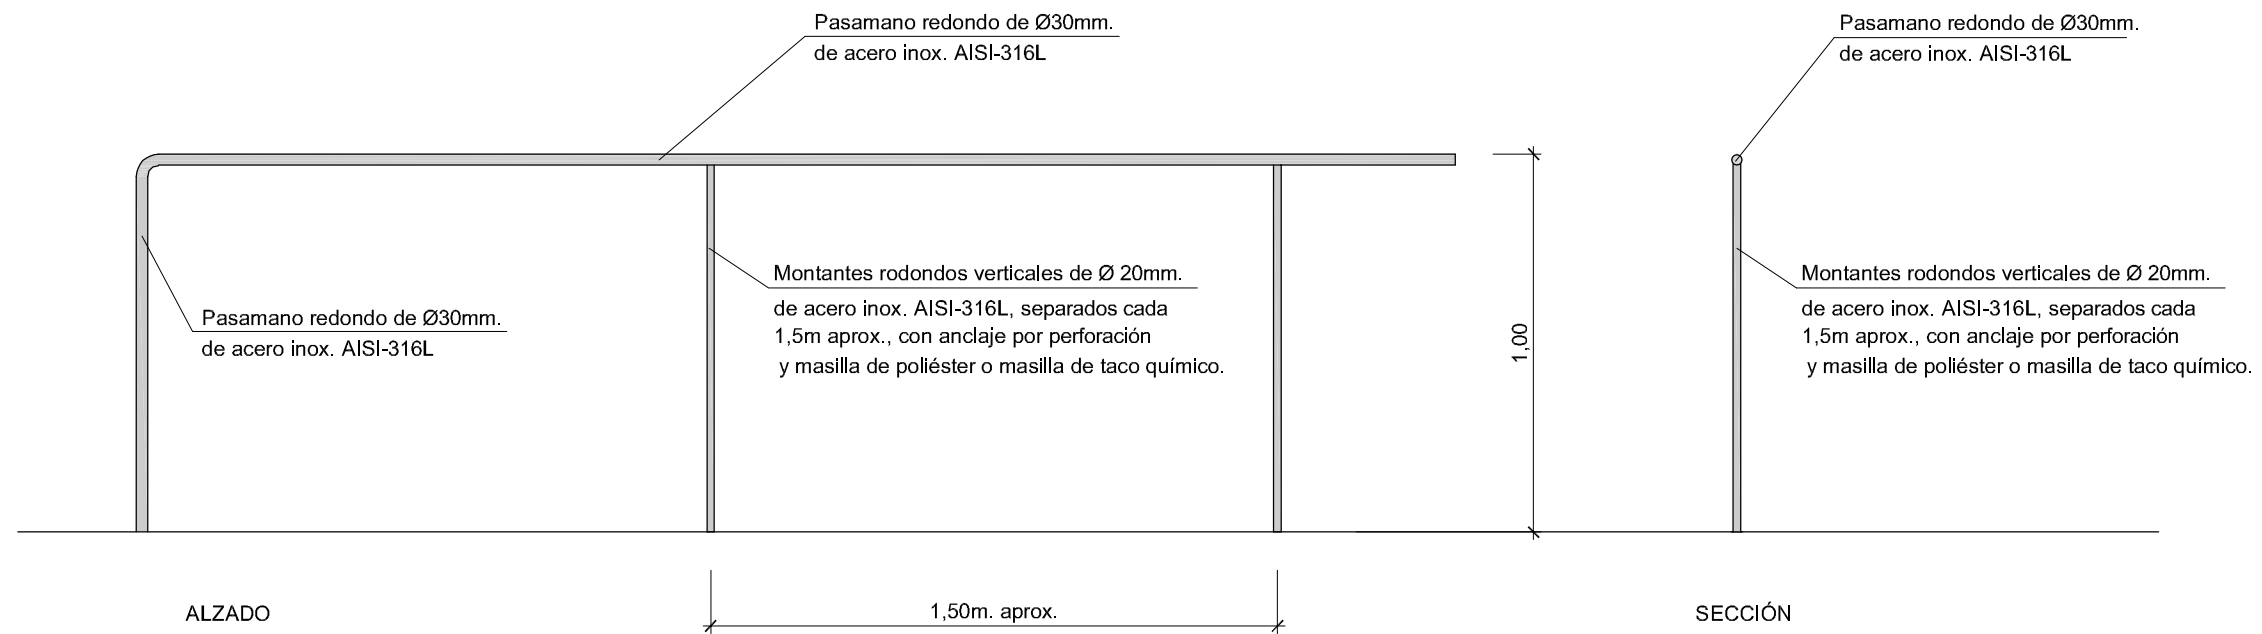 Pasamano redondo de Ø30mm.
de acero inox. AISI-316L
Pasamano redondo de Ø30mm.
de acero inox. AISI-316L
Pasamano redondo de Ø30mm.
de acero inox. AISI-316L
Montantes rodondos verticales de Ø 20mm.
de acero inox. AISI-316L, separados cada
1,5m aprox., con anclaje por perforación
y masilla de poliéster o masilla de taco químico.
1,00
Montantes rodondos verticales de Ø 20mm.
de acero inox. AISI-316L, separados cada
1,5m aprox., con anclaje por perforación
y masilla de poliéster o masilla de taco químico.
ALZADO
1,50m. aprox.
SECCIÓN